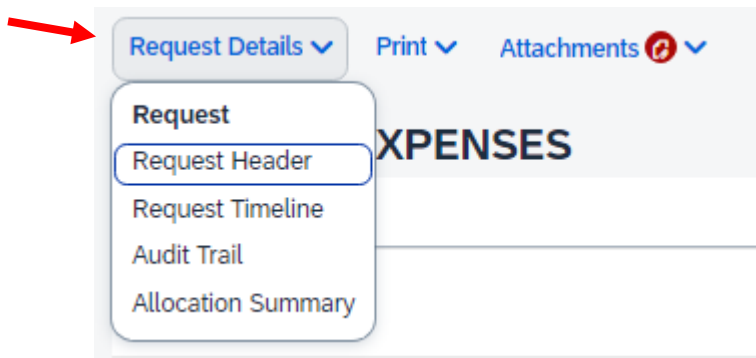 Request Details Print Attachments
Request
XPENSES
Request Header
Request Timeline
Audit Trail
Allocation Summary